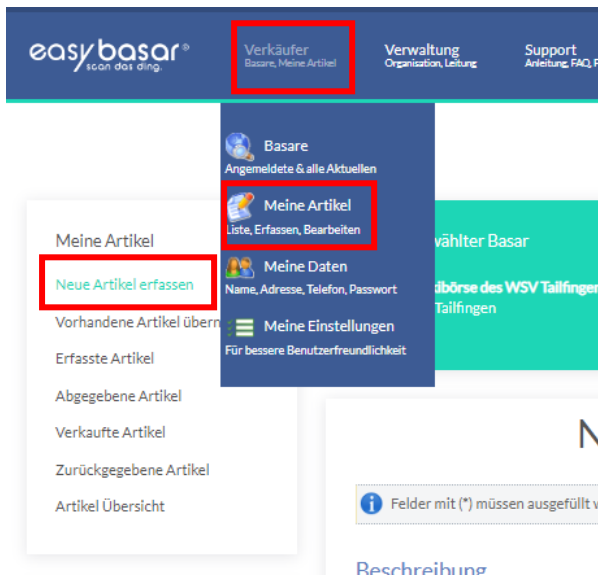 easybasar®
scan das ding.
Verkäufer
Basare, Meine Artikel
Verwaltung
Organisation, Leitung
Support
Anleitung, FAQ,
Basare
Angemeldete & alle Aktuellen
Meine Artikel
Liste, Erfassen, Bearbeiten
Meine Daten
Name, Adresse, Telefon, Passwort
Meine Einstellungen
Für bessere Benutzerfreundlichkeit
Meine Artikel
Neue Artikel erfassen
Vorhandene Artikel übern
Erfasste Artikel
Abgegebene Artikel
Verkaufte Artikel
Zurückgegebene Artikel
Artikel Übersicht
wählter Basar
des WSV Tailfingen
Tailfingen
N
Felder mit (*) müssen ausgefüllt
Beschreibung